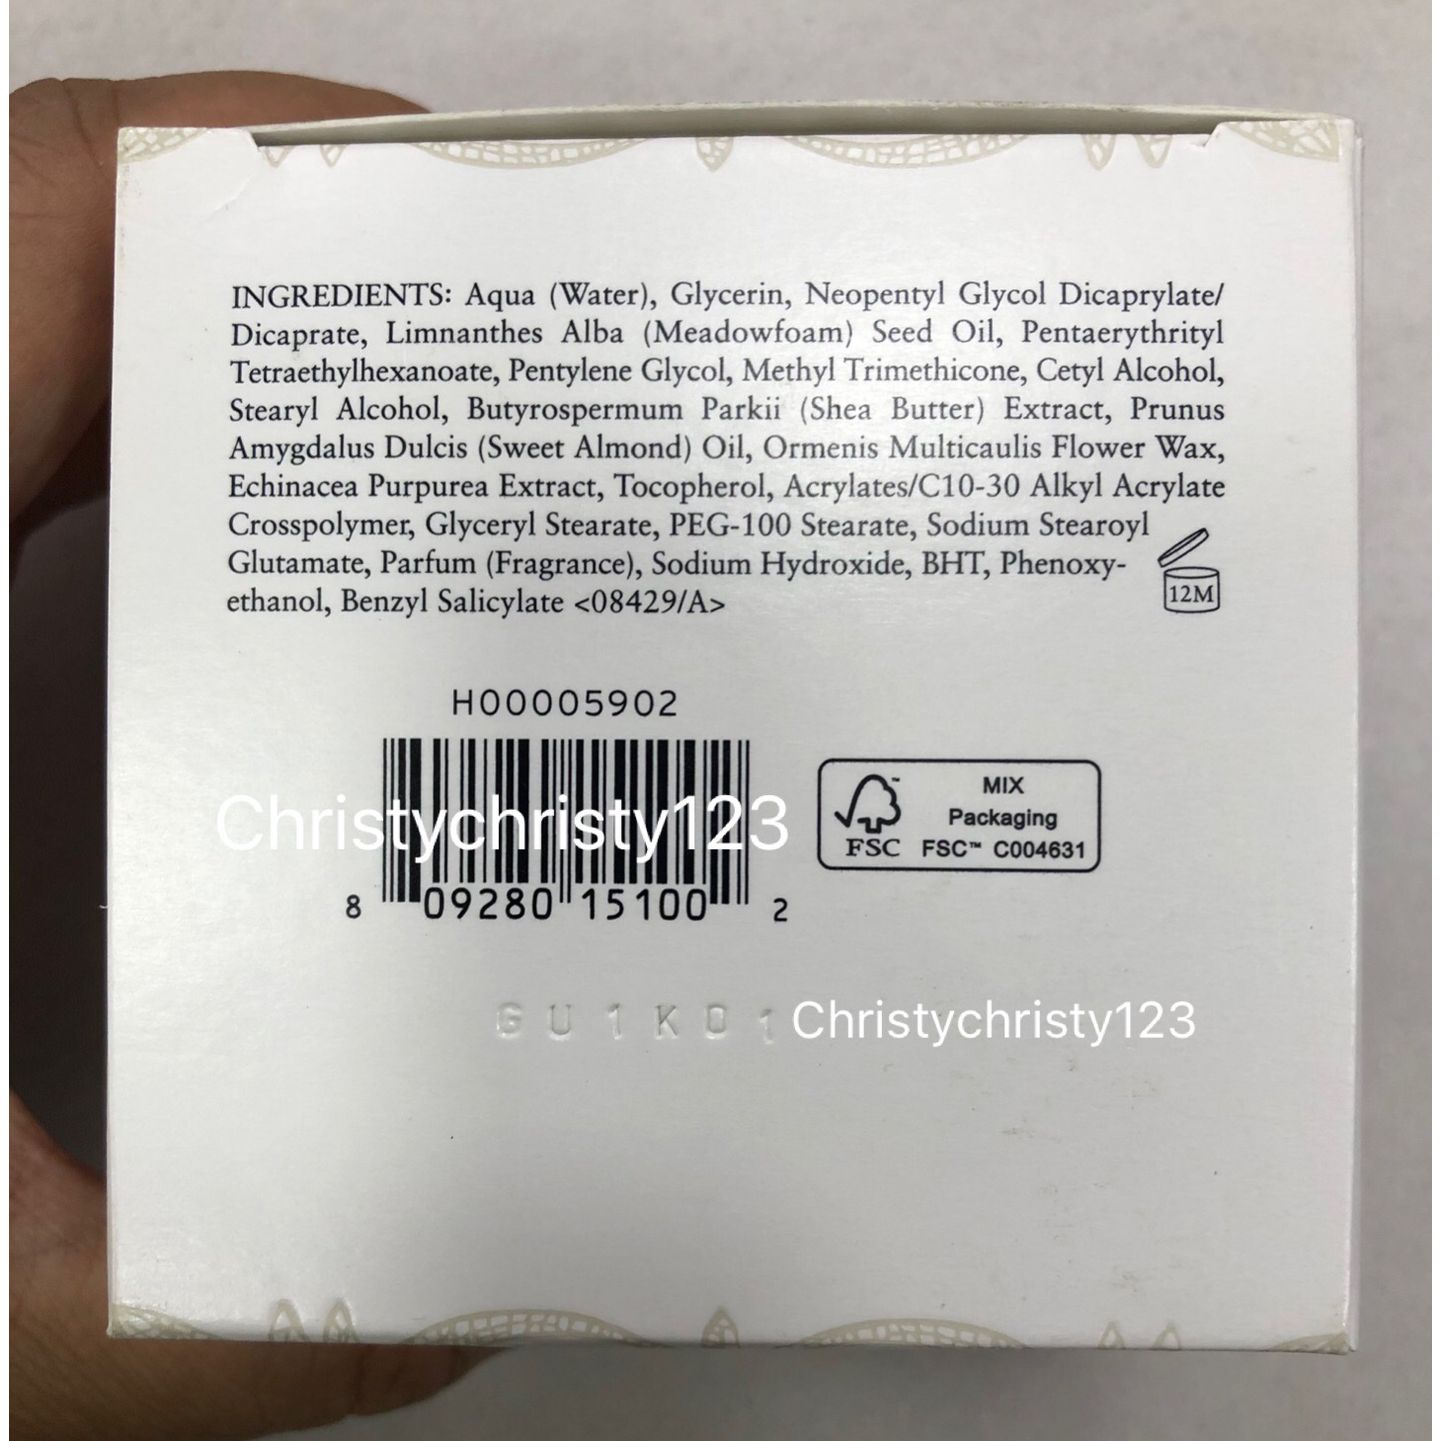 INGREDIENTS: Aqua (Water), Glycerin, Neopentyl Glycol Dicaprylate/
Dicaprate, Limnanthes Alba (Meadowfoam) Seed Oil, Pentaerythrityl
Tetraethylhexanoate, Pentylene Glycol, Methyl Trimethicone, Cetyl Alcohol,
Stearyl Alcohol, Butyrospermum Parkii (Shea Butter) Extract, Prunus
Amygdalus Dulcis (Sweet Almond) Oil, Ormenis Multicaulis Flower Wax,
Echinacea Purpurea Extract, Tocopherol, Acrylates/C10-30 Alkyl Acrylate
Crosspolymer, Glyceryl Stearate, PEG-100 Stearate, Sodium Stearoyl
Glutamate, Parfum (Fragrance), Sodium Hydroxide, BHT, Phenoxy-
ethanol, Benzyl Salicylate <08429/A>
12M
H00005902
Christychristy123
8 09280 15100 2
MIX
Packaging
FSC FSC™ C004631
GU1K01
Christychristy123